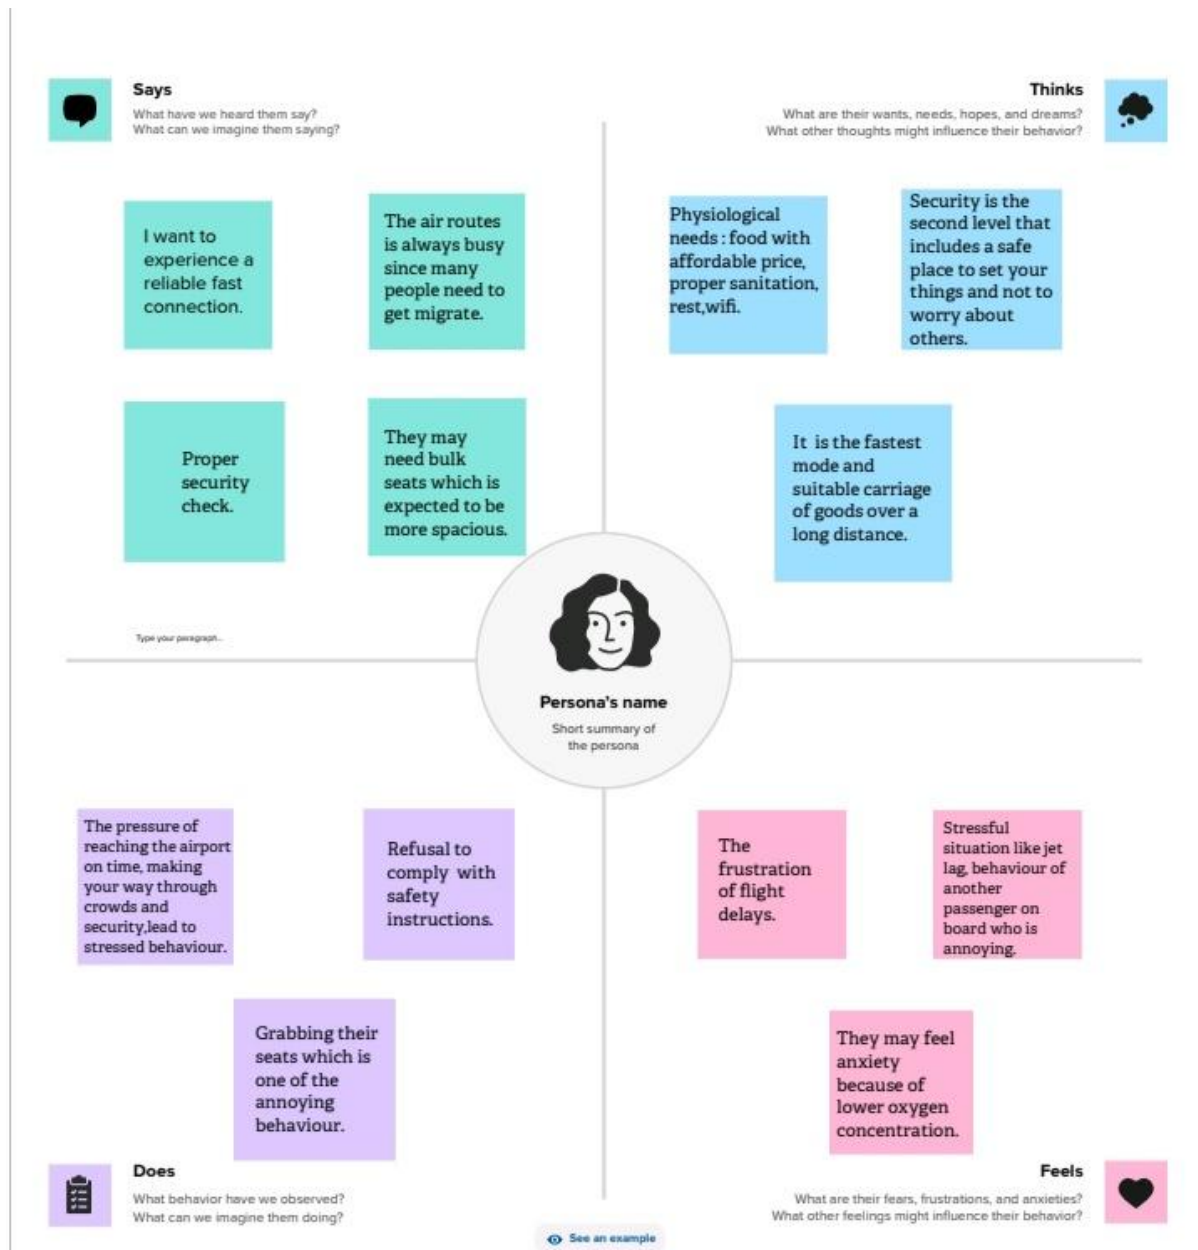 Says
What have we heard them say?
What can we imagine them saying?
Thinks
What are their wants, needs, hopes, and dreams?
What other thoughts might influence their behavior?
I want to
experience a
reliable fast
connection.
The air routes
is always busy
since many
people need to
get migrate.
Physiological
needs : food with
affordable price,
proper sanitation,
rest,wifi.
Security is the
second level that
includes a safe
place to set your
things and not to
worry about
others.
Proper
security
check.
They may
need bulk
seats which is
expected to be
more spacious.
It is the fastest
mode and
suitable carriage
of goods over a
long distance.
Type your paragraph...
Persona's name
Short summary of
the persona
The pressure of
reaching the airport
on time, making
your way through
crowds and
security,lead to
stressed behaviour.
Refusal to
comply with
safety
instructions.
The
frustration
of flight
delays.
Stressful
situation like jet
lag, behaviour of
another
passenger on
board who is
annoying.
Grabbing their
seats which is
one of the
annoying
behaviour.
They may feel
anxiety
because of
lower oxygen
concentration.
Does
What behavior have we observed?
What can we imagine them doing?
Feels
What are their fears, frustrations, and anxieties?
What other feelings might influence their behavior?
See an example